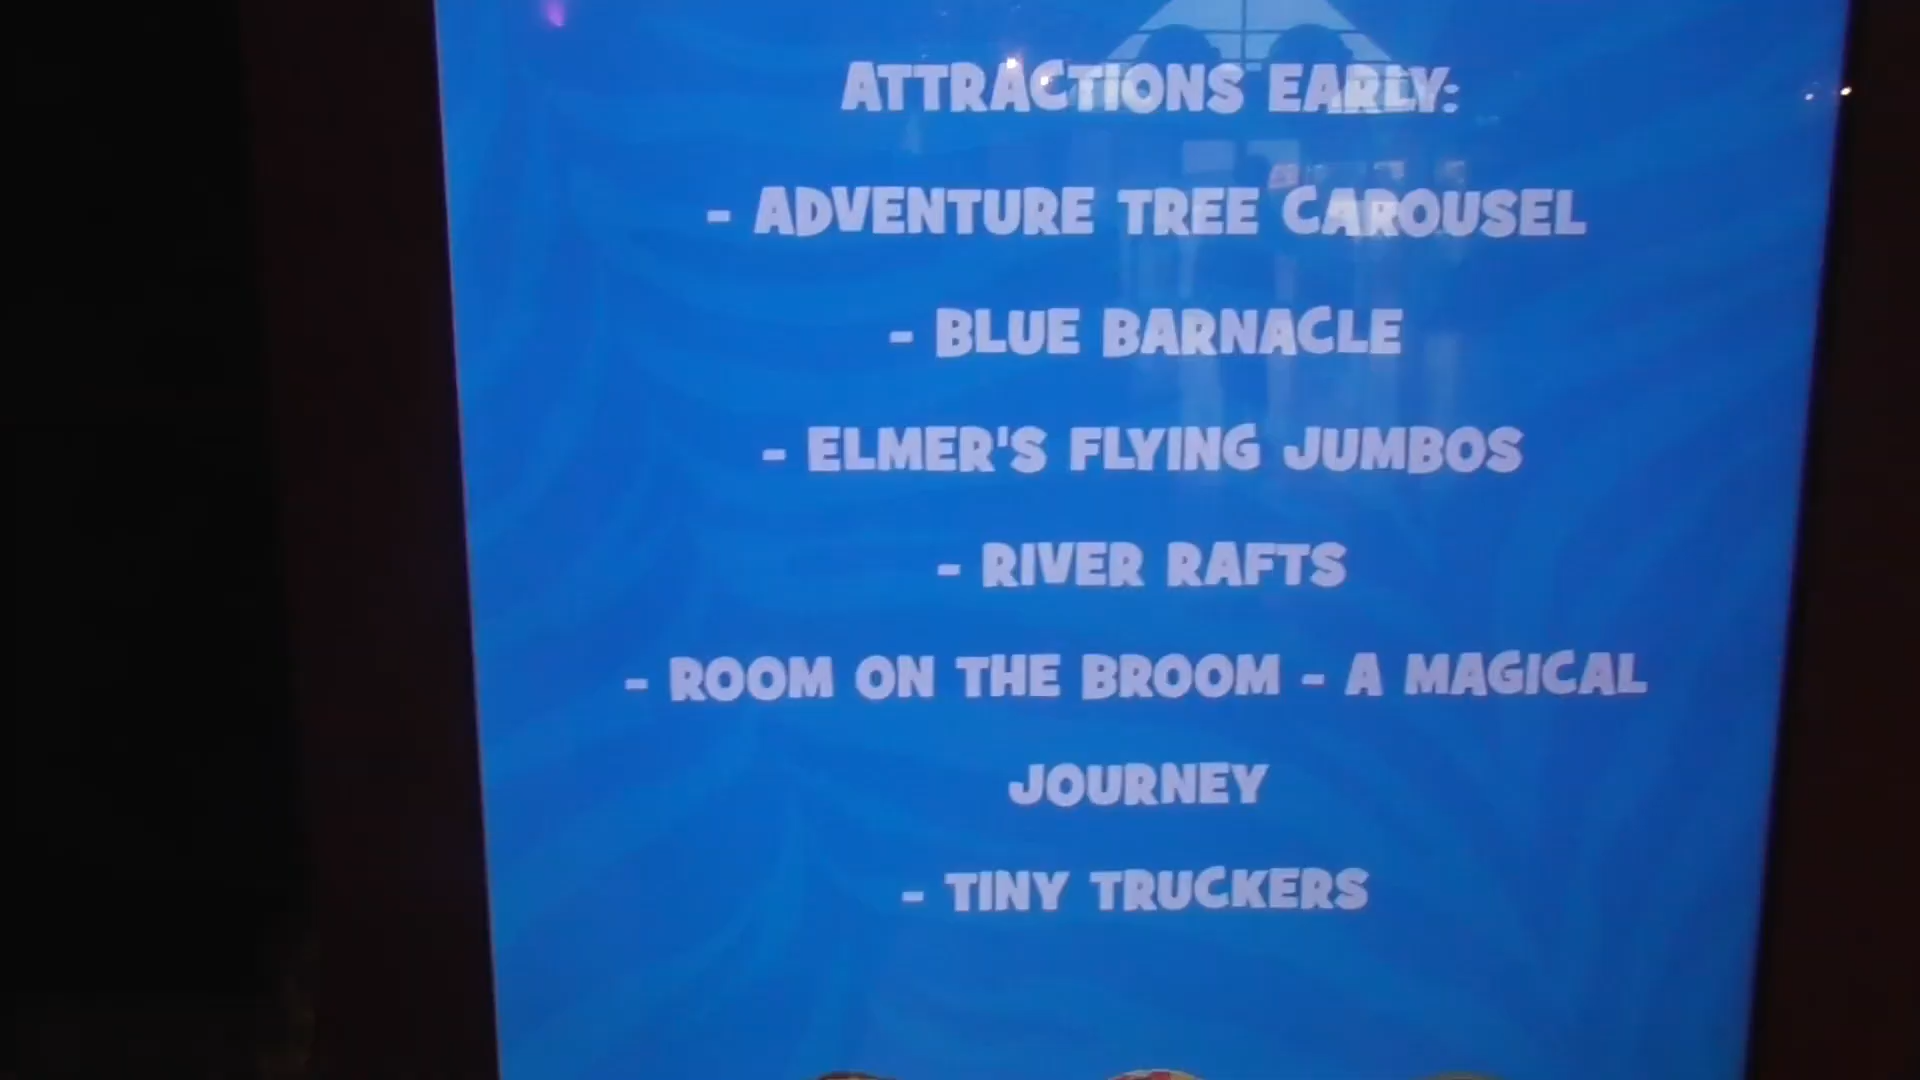 ATTRACTIONS EARLY:
- ADVENTURE TREE CAROUSEL
- BLUE BARNACLE
- ELMER'S FLYING JUMBOS
- RIVER RAFTS
- ROOM ON THE BROOM - A MAGICAL
JOURNEY
- TINY TRUCKERS